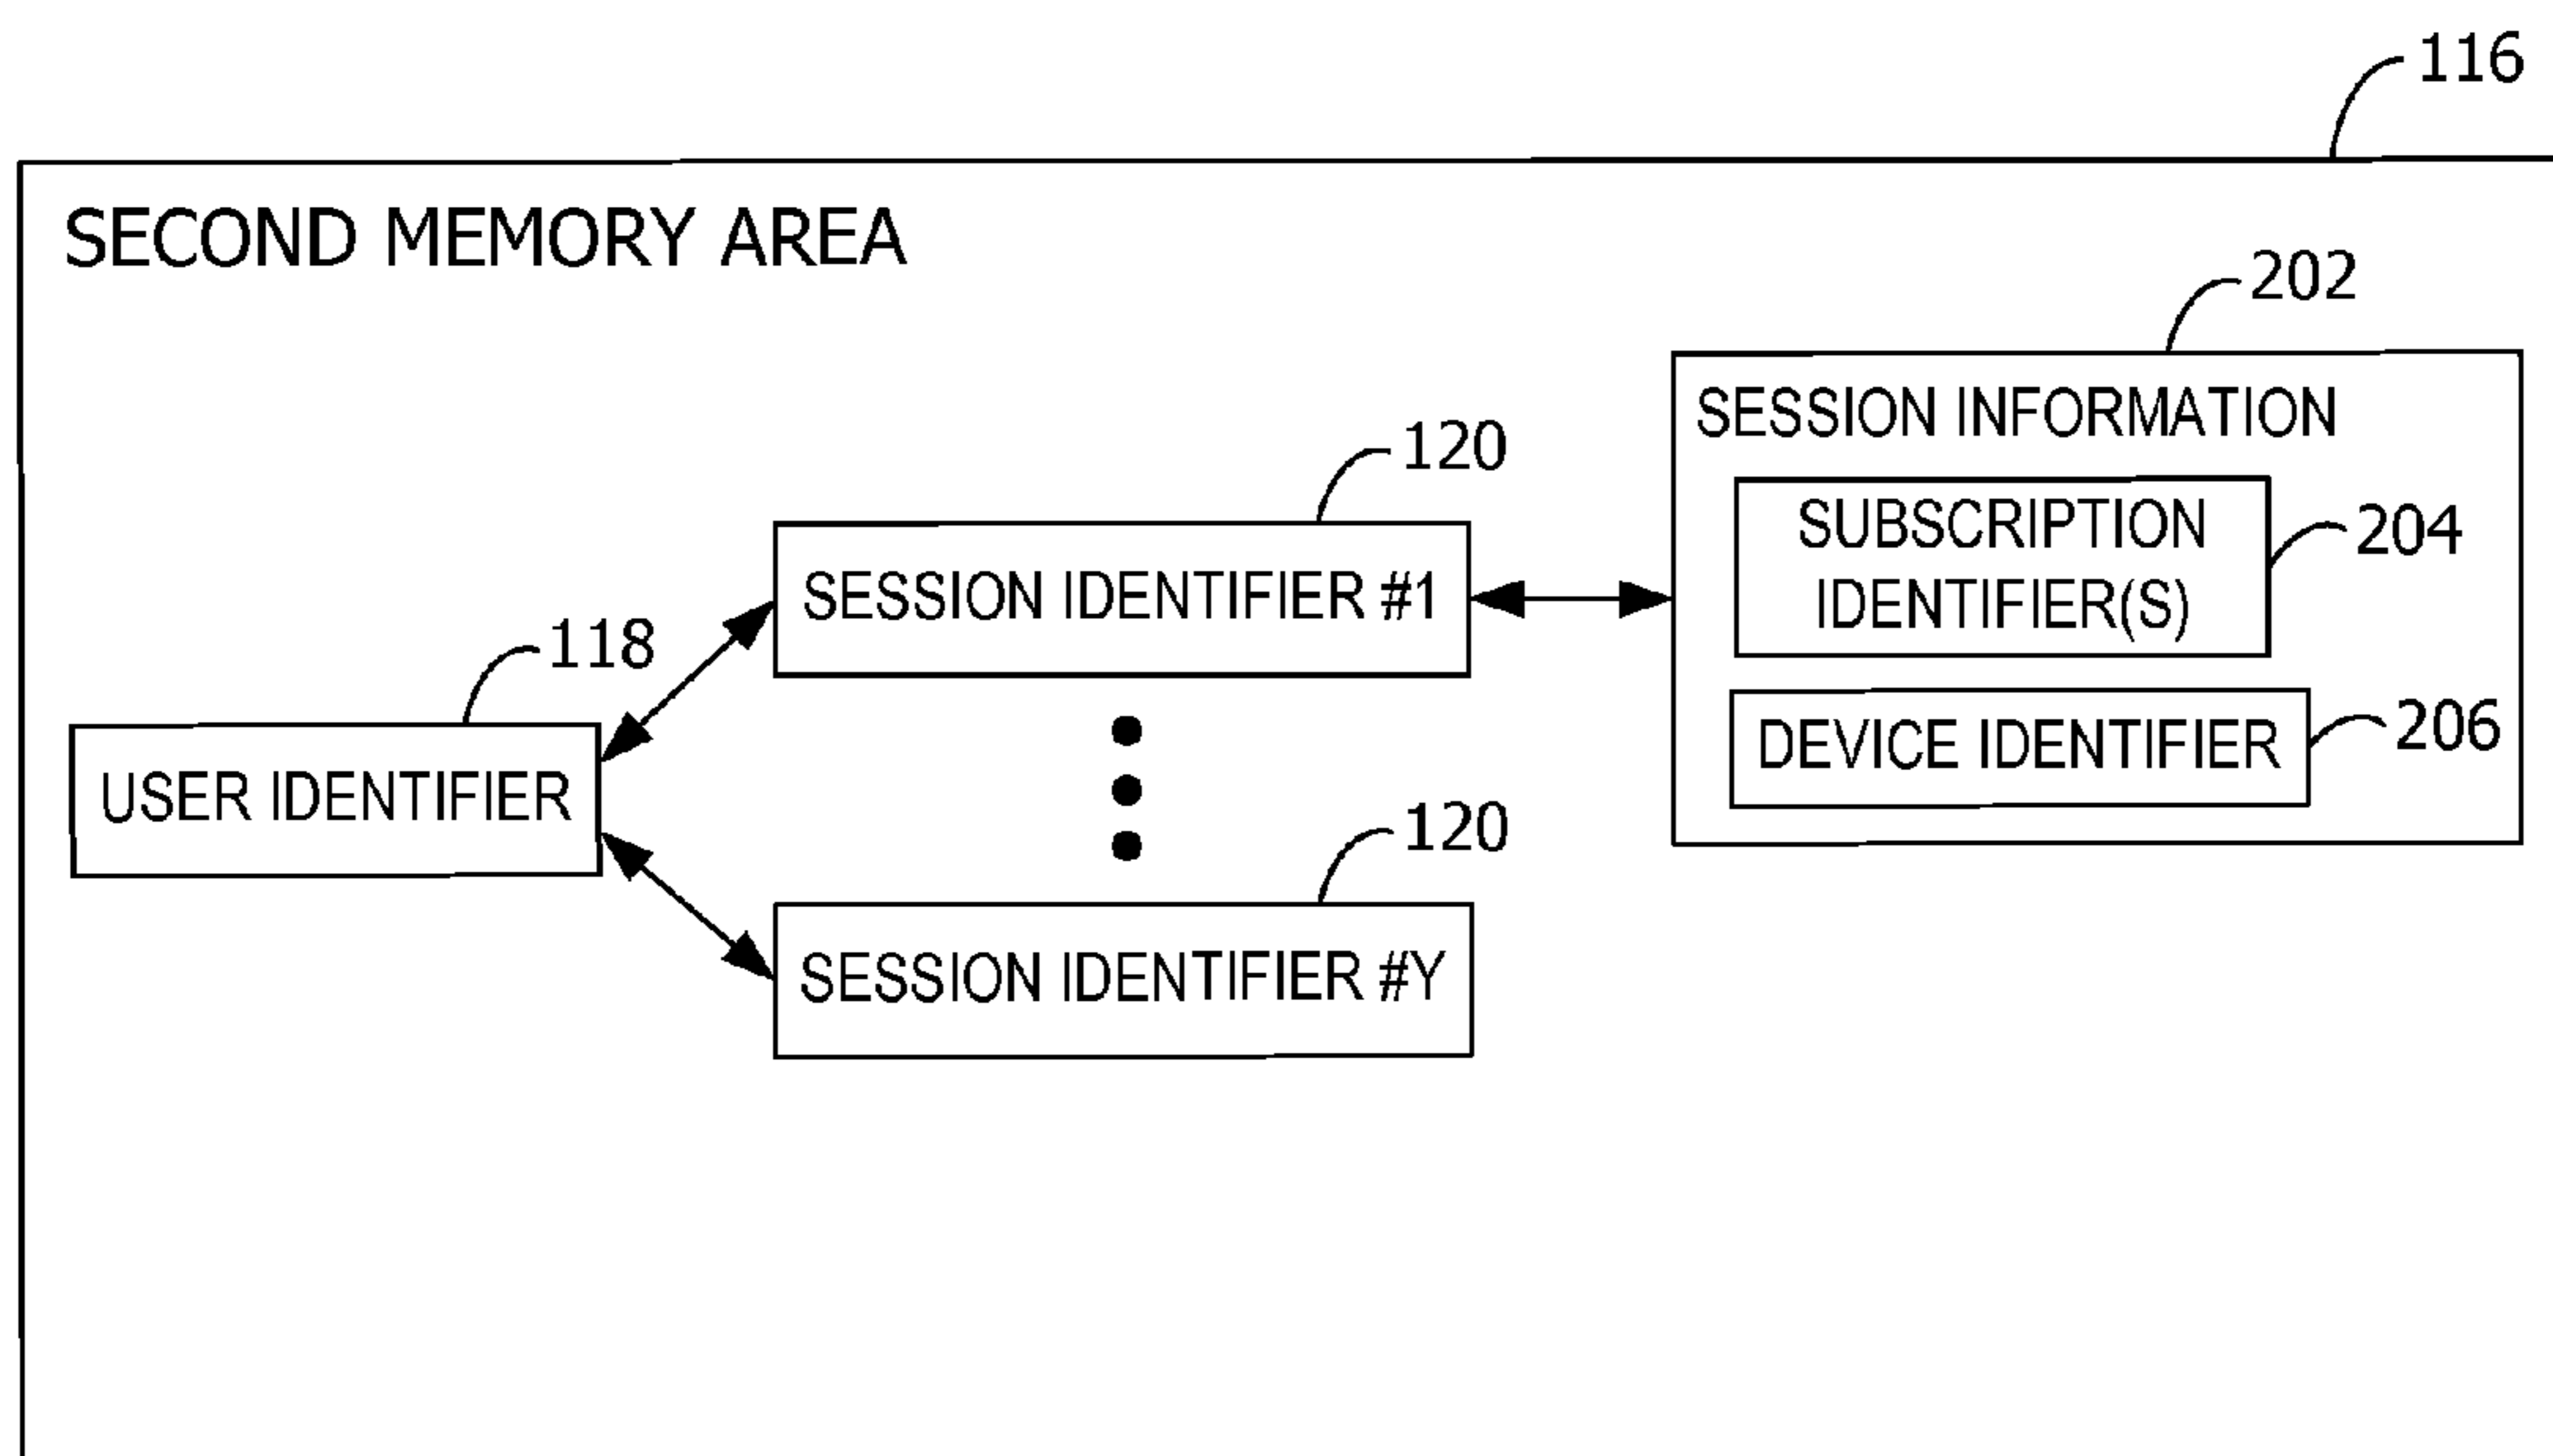 116
SECOND MEMORY AREA
202
SESSION INFORMATION
120
SUBSCRIPTION
IDENTIFIER(S)
204
SESSION IDENTIFIER #1
118
206
DEVICE IDENTIFIER
USER IDENTIFIER
120
SESSION IDENTIFIER #Y